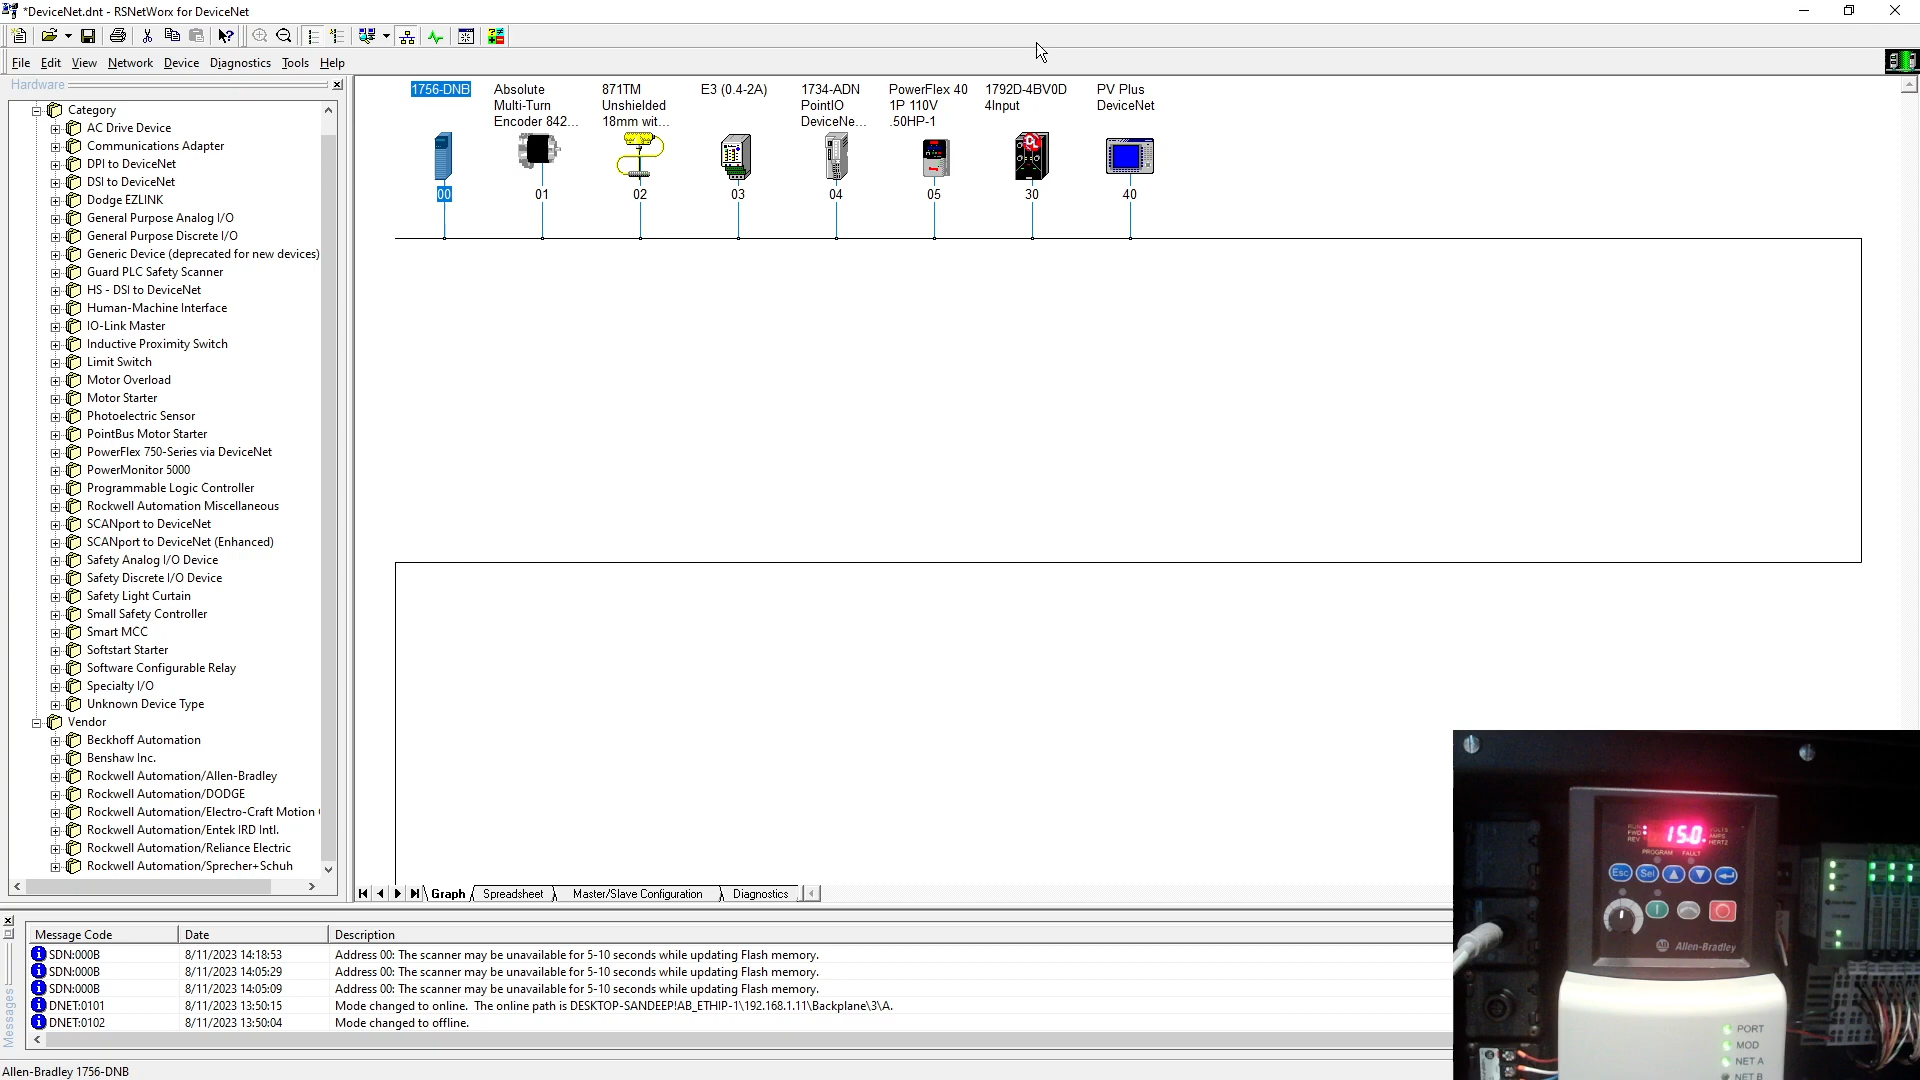 *DeviceNet.dnt - RSNetWorx for DeviceNet
File Edit View Network Device Diagnostics Tools Help
Hardware
Category
AC Drive Device
Communications Adapter
DPI to DeviceNet
DSI to DeviceNet
Dodge EZLINK
General Purpose Analog I/O
General Purpose Discrete I/O
Generic Device (deprecated for new devices)
Guard PLC Safety Scanner
HS - DSI to DeviceNet
Human-Machine Interface
IO-Link Master
Inductive Proximity Switch
Limit Switch
Motor Overload
Motor Starter
Photoelectric Sensor
PointBus Motor Starter
PowerFlex 750-Series via DeviceNet
PowerMonitor 5000
Programmable Logic Controller
Rockwell Automation Miscellaneous
SCANport to DeviceNet
SCANport to DeviceNet (Enhanced)
Safety Analog I/O Device
Safety Discrete I/O Device
Safety Light Curtain
Small Safety Controller
Smart MCC
Softstart Starter
Software Configurable Relay
Specialty I/O
Unknown Device Type
Vendor
Beckhoff Automation
Benshaw Inc.
Rockwell Automation/Allen-Bradley
Rockwell Automation/DODGE
Rockwell Automation/Electro-Craft Motion
Rockwell Automation/Entek IRD Intl.
Rockwell Automation/Reliance Electric
Rockwell Automation/Sprecher+Schuh
1756-DNB
00
Absolute
Multi-Turn
Encoder 842...
01
871TM
Unshielded
18mm wit...
02
E3 (0.4-2A)
03
1734-ADN
PointIO
DeviceNe...
04
PowerFlex 40
1P 110V
.50HP-1
05
1792D-4BV0D
4Input
30
PV Plus
DeviceNet
40
Graph Spreadsheet Master/Slave Configuration Diagnostics
Messages
Message Code Date Description
SDN:000B 8/11/2023 14:18:53 Address 00: The scanner may be unavailable for 5-10 seconds while updating Flash memory.
SDN:000B 8/11/2023 14:05:29 Address 00: The scanner may be unavailable for 5-10 seconds while updating Flash memory.
SDN:000B 8/11/2023 14:05:09 Address 00: The scanner may be unavailable for 5-10 seconds while updating Flash memory.
DNET:0101 8/11/2023 13:50:15 Mode changed to online. The online path is DESKTOP-SANDEEP!AB_ETHIP-1\192.168.1.11\Backplane\3\A.
DNET:0102 8/11/2023 13:50:04 Mode changed to offline.
Allen-Bradley 1756-DNB
RUN
FWD
REV
15.0
VOLTS
AMPS
HERTZ
PROGRAM FAULT
Esc Sel
AB Allen-Bradley
PORT
MOD
NET A
NET B